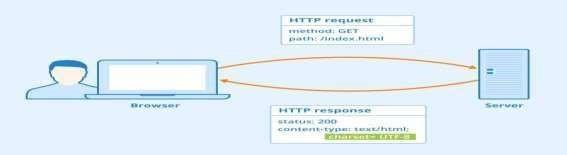 HTTP request
method: GET
path: /index.html
Browser
Server
HTTP response
status: 200
content-type: text/html;
charset= UTF-8